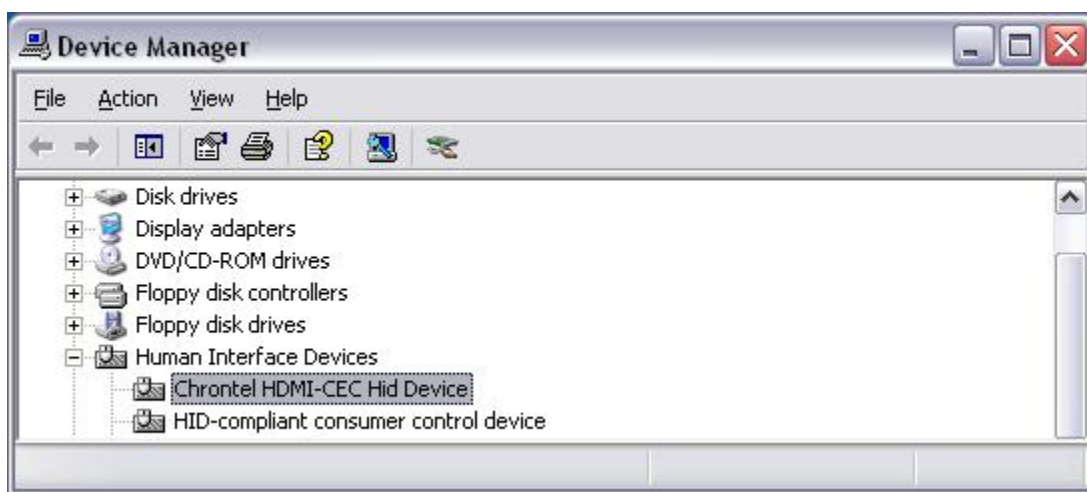 Device Manager
File Action View Help
Disk drives
Display adapters
DVD/CD-ROM drives
Floppy disk controllers
Floppy disk drives
Human Interface Devices
Chrontel HDMI-CEC Hid Device
HID-compliant consumer control device